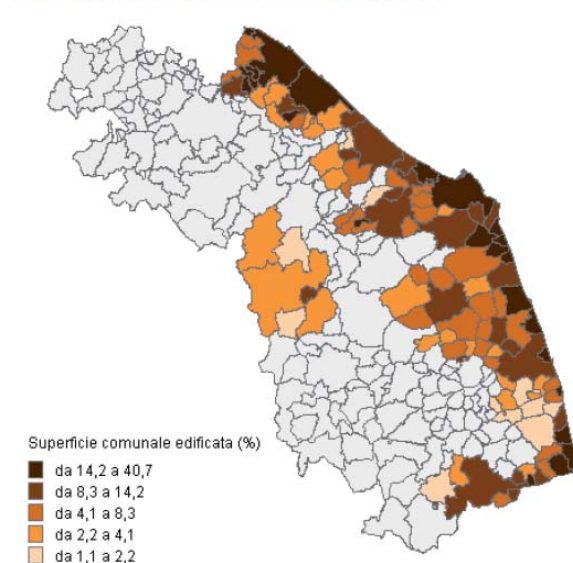 Superficie comunale edificata (%)
da 14,2 a 40,7
da 8,3 a 14,2
da 4,1 a 8,3
da 2,2 a 4,1
da 1,1 a 2,2